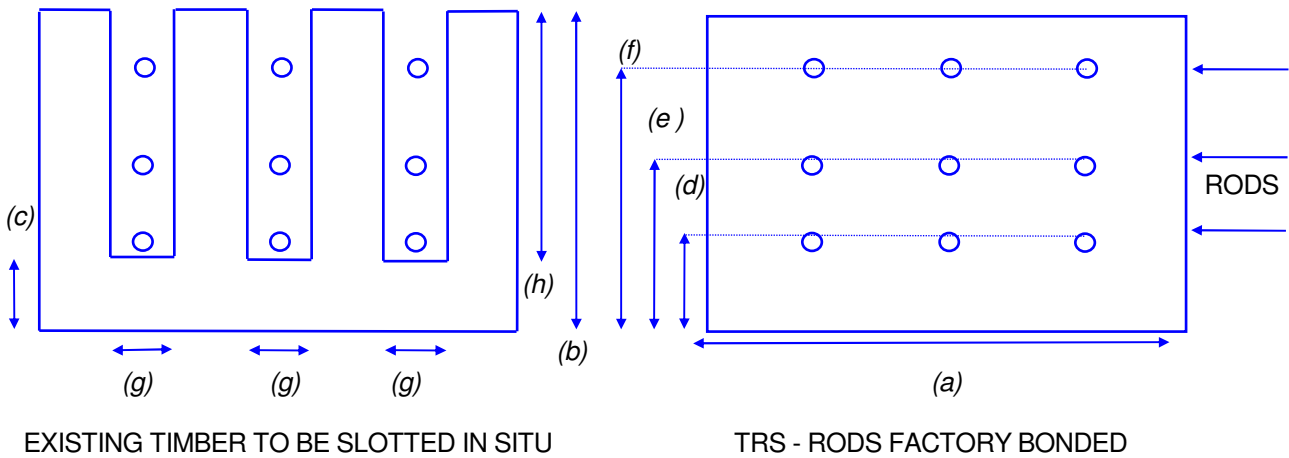 (c)
(h)
(b)
(g) (g) (g)
EXISTING TIMBER TO BE SLOTTED IN SITU
(f)
(e )
(d)
RODS
(a)
TRS - RODS FACTORY BONDED